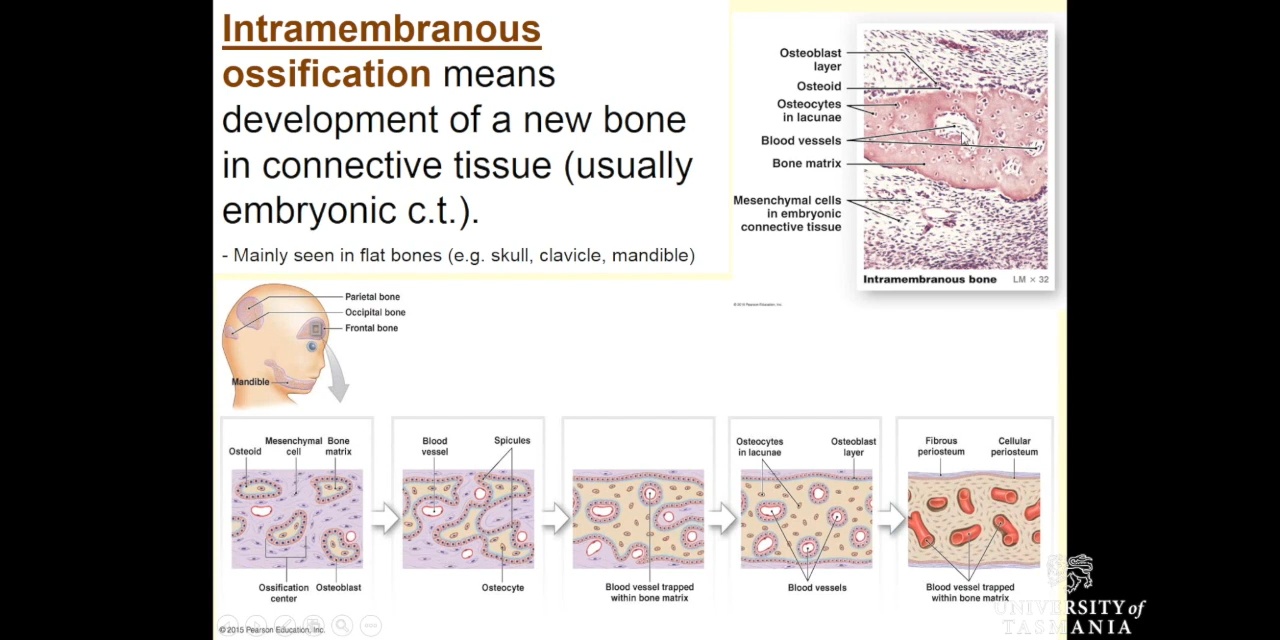 Intramembranous
ossification means
development of a new bone
in connective tissue (usually
embryonic c.t.).
- Mainly seen in flat bones (e.g. skull, clavicle, mandible)
Osteoblast
layer
Osteoid
Osteocytes
in lacunae
Blood vessels
Bone matrix
Mesenchymal cells
in embryonic
connective tissue
Intramembranous bone LM × 32
© 2015 Pearson Education, Inc.
Parietal bone
Occipital bone
Frontal bone
Mandible
Osteoid
Mesenchymal
cell
Bone
matrix
Ossification
center
Osteoblast
Blood
vessel
Spicules
Osteocyte
Blood vessel trapped
within bone matrix
Osteocytes
in lacunae
Osteoblast
layer
Blood vessels
Fibrous
periosteum
Cellular
periosteum
Blood vessel trapped
within bone matrix
© 2015 Pearson Education, Inc.
UNIVERSITY of
TASMANIA